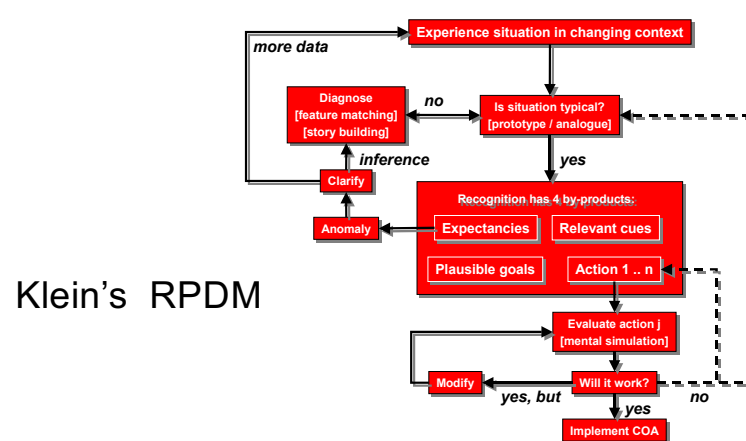 Experience situation in changing context
more data
Diagnose
[feature matching]
[story building]
no
Is situation typical?
[prototype / analogue]
inference
yes
Clarify
Recognition has 4 by-products:
Anomaly
Expectancies
Relevant cues
Plausible goals
Action 1 .. n
Klein's RPDM
Evaluate action j
[mental simulation]
Modify
Will it work?
yes, but
no
yes
Implement COA